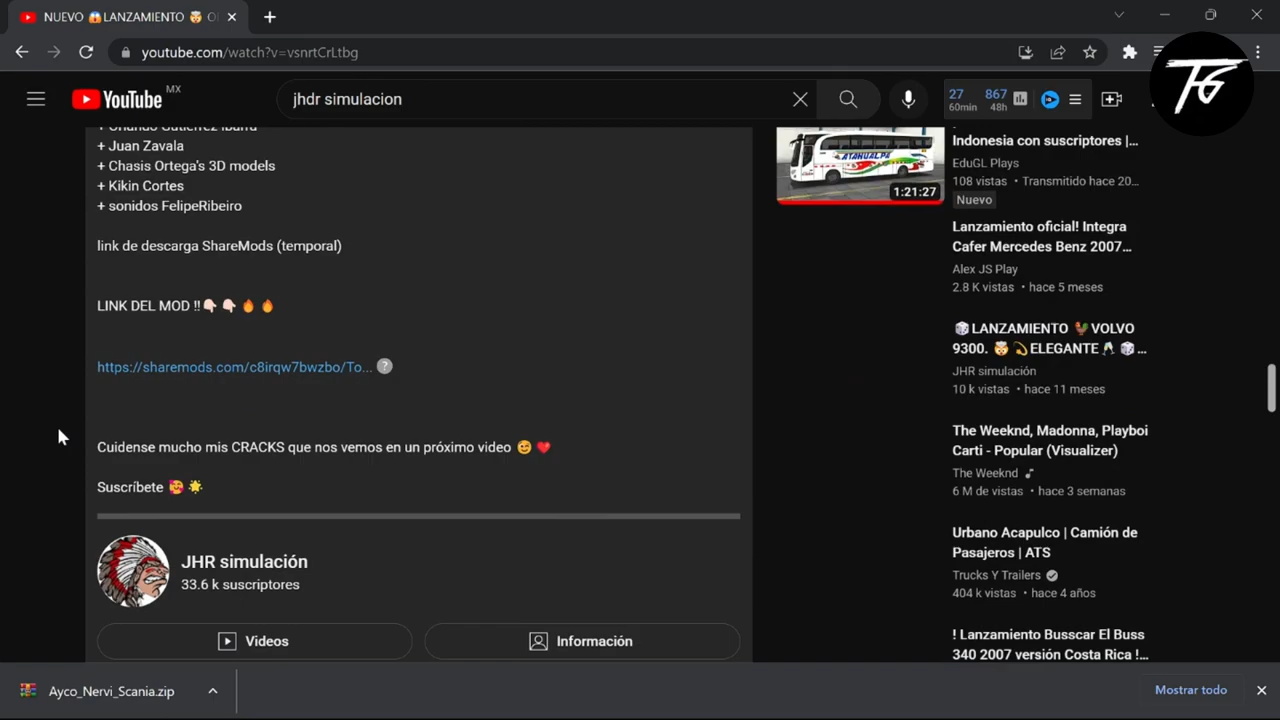 NUEVO 😱LANZAMIENTO 🤯 O
youtube.com/watch?v=vsnrtCrLtbg
YouTube MX
jhdr simulacion
27 60min
867 48h
TG
+ Juan Zavala
+ Chasis Ortega's 3D models
+ Kikin Cortes
+ sonidos FelipeRibeiro
link de descarga ShareMods (temporal)
LINK DEL MOD !!👇🏻 👇🏻 🔥 🔥
https://sharemods.com/c8irqw7bwzbo/To...
?
Cuidense mucho mis CRACKS que nos vemos en un próximo video 😉 ❤️
Suscríbete 🥰 🌟
JHR simulación
33.6 k suscriptores
Videos
Información
ATAHUALPA
1:21:27
Indonesia con suscriptores |...
EduGL Plays
108 vistas • Transmitido hace 20...
Nuevo
Lanzamiento oficial! Integra
Cafer Mercedes Benz 2007...
Alex JS Play
2.8 K vistas • hace 5 meses
🎲LANZAMIENTO 🐓VOLVO
9300. 🤯 💫ELEGANTE 🥂 🎲...
JHR simulación
10 k vistas • hace 11 meses
The Weeknd, Madonna, Playboi
Carti - Popular (Visualizer)
The Weeknd
6 M de vistas • hace 3 semanas
Urbano Acapulco | Camión de
Pasajeros | ATS
Trucks Y Trailers
404 k vistas • hace 4 años
! Lanzamiento Busscar El Buss
340 2007 versión Costa Rica !...
Ayco_Nervi_Scania.zip
Mostrar todo